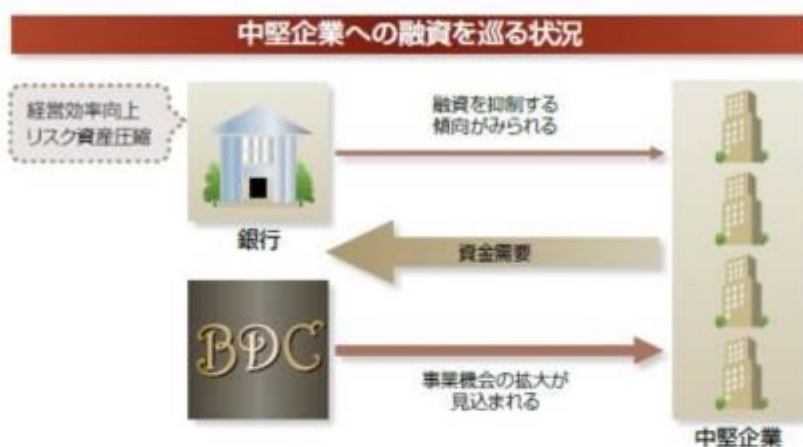 中堅企業への融資を巡る状況
経営効率向上
リスク資産圧縮
融資を抑制する
傾向がみられる
銀行
資金需要
BDC
事業機会の拡大が
見込まれる
中堅企業